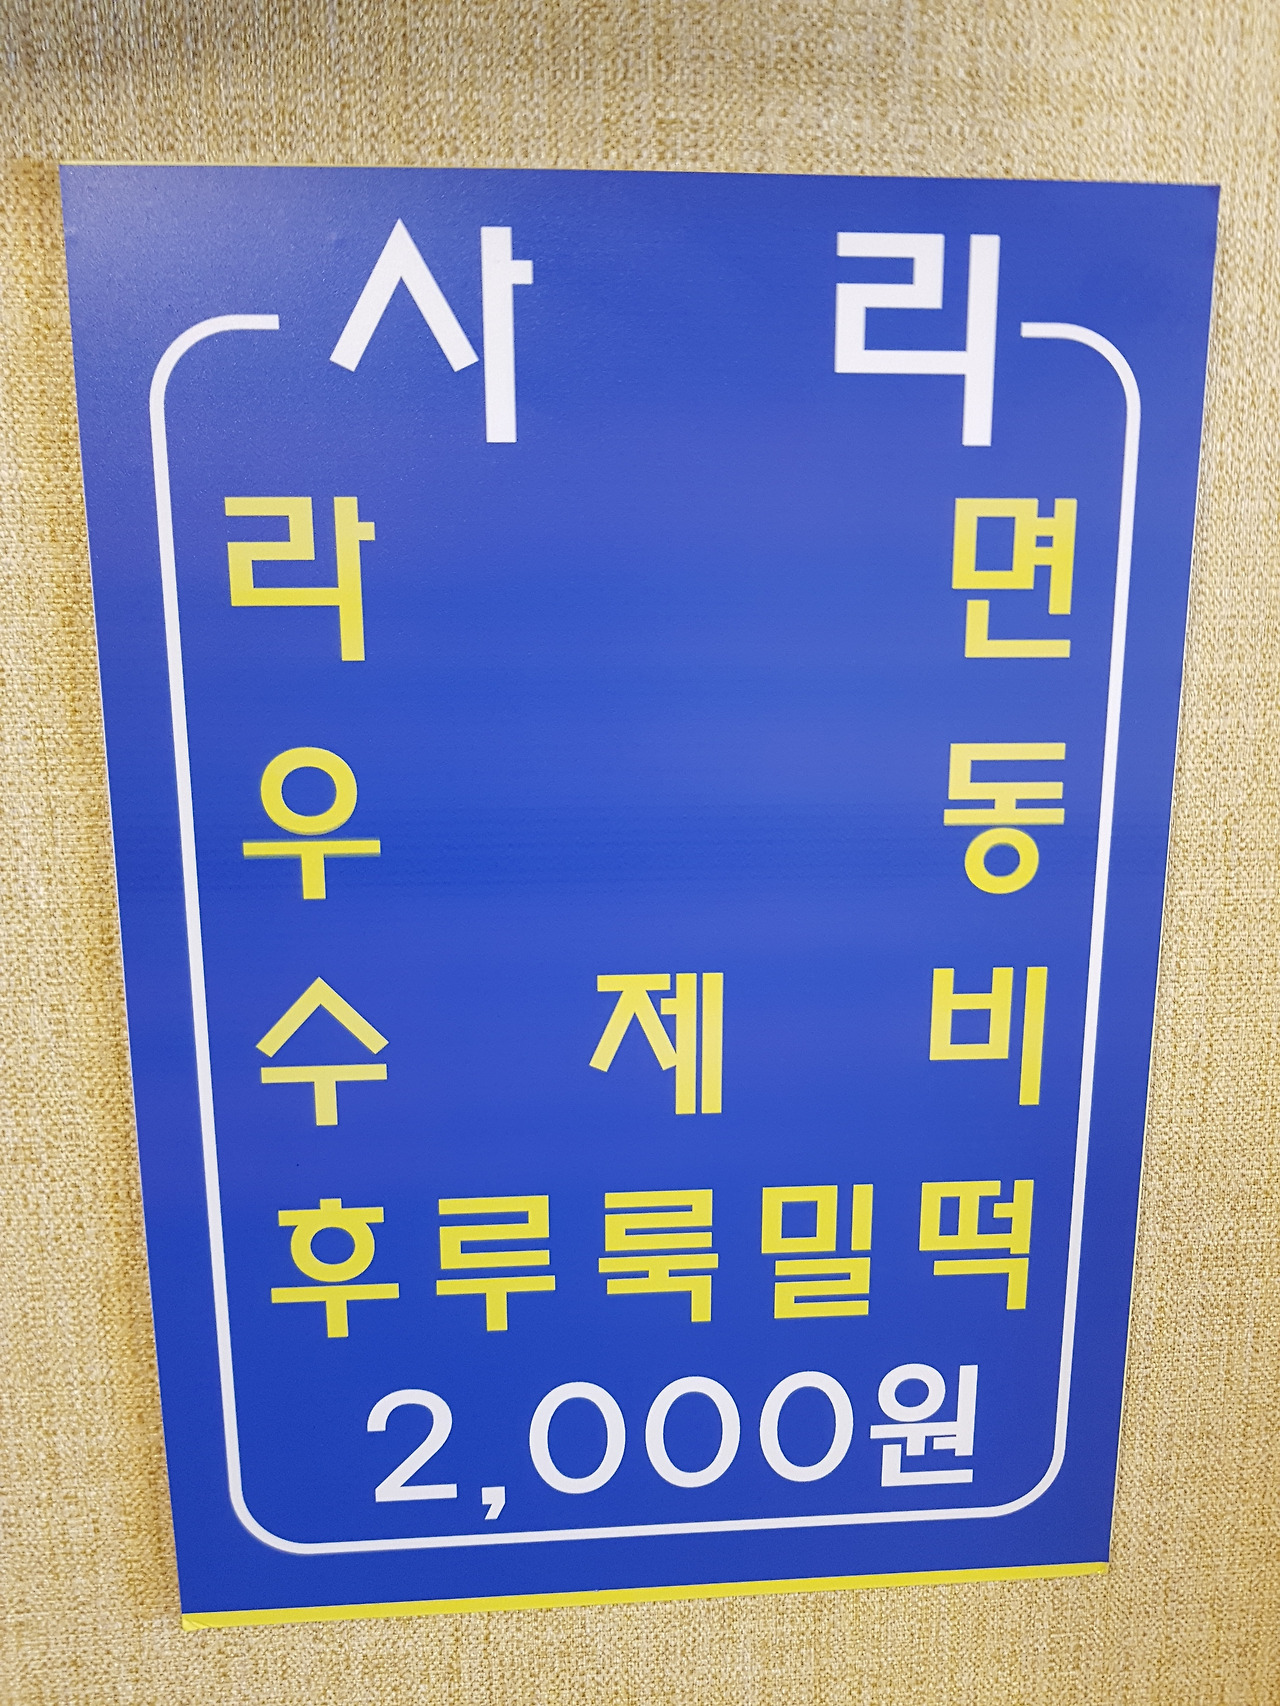 사리
라면
우동
수제비
후루룩밀떡
2,000원